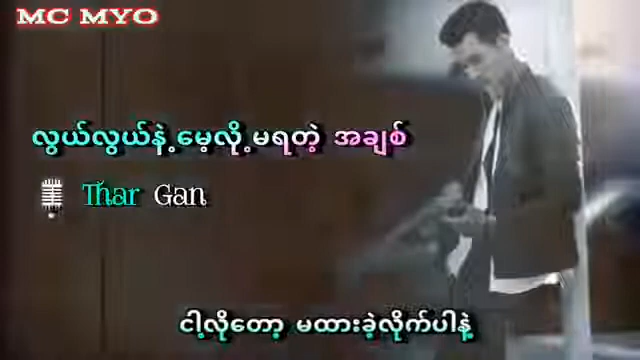 MC MYO
လွယ်လွယ်နဲ့မေ့လို့မရတဲ့ အချစ်
Thar Gan
ငါ့လိုတော့ မထားခဲ့လိုက်ပါနဲ့